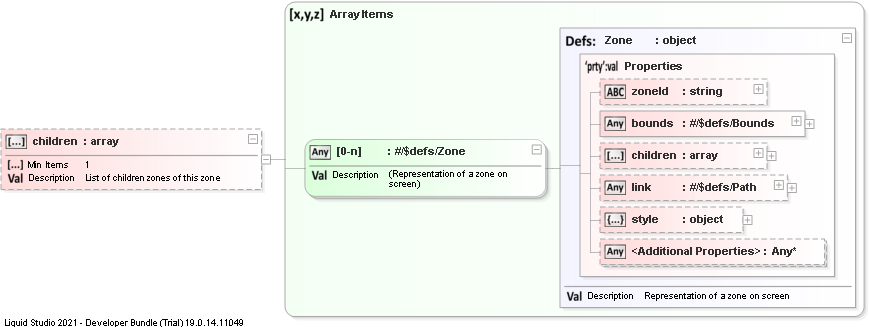 [x,y,z] ArrayItems
Defs: Zone : object
'prty':val Properties
ABC zoneId : string
Any bounds : #/$defs/Bounds
[...] children : array
Any link : #/$defs/Path
{...} style : object
Any <Additional Properties> : Any*
Val Description Representation of a zone on screen
[...] children : array
[...] Min Items 1
Val Description List of children zones of this zone
Any [0-n] : #/$defs/Zone
Val Description (Representation of a zone on
screen)
Liquid Studio 2021 - Developer Bundle (Trial) 19.0.14.11049